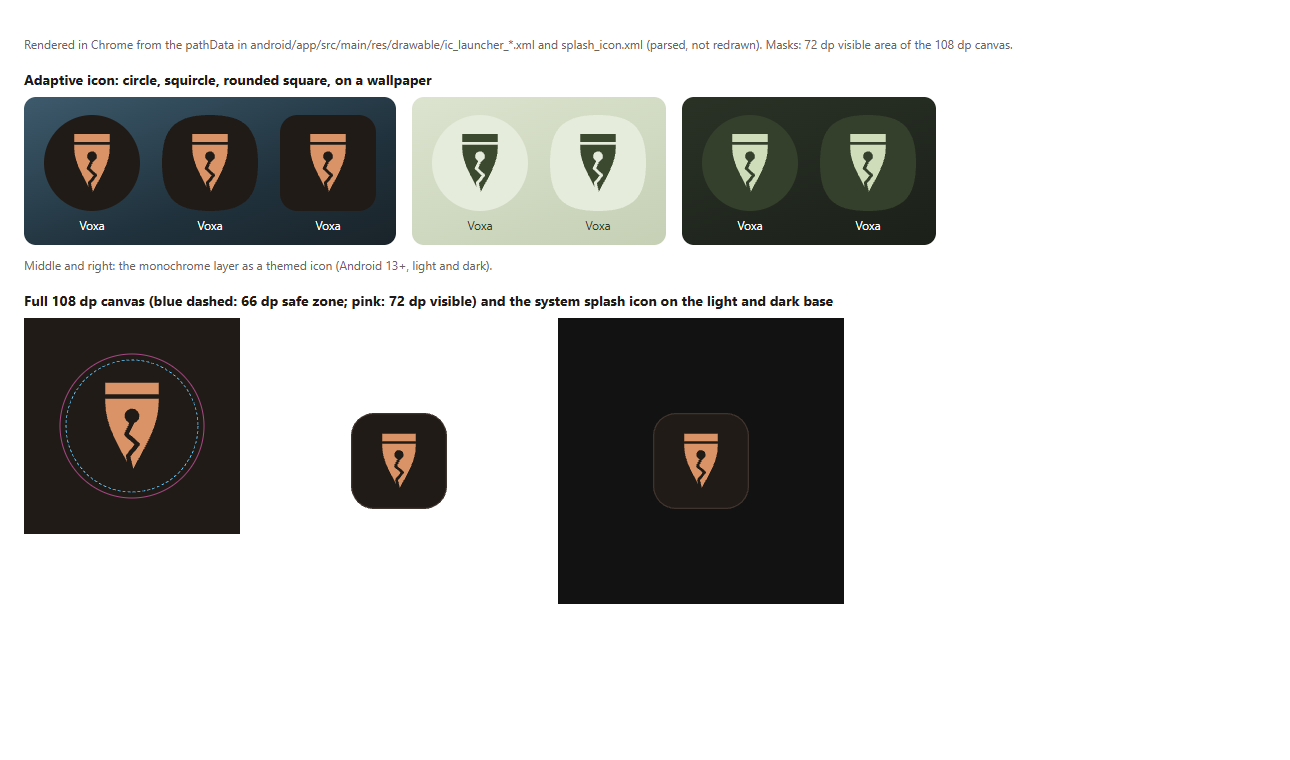 Rendered in Chrome from the pathData in android/app/src/main/res/drawable/ic_launcher_*.xml and splash_icon.xml (parsed, not redrawn). Masks: 72 dp visible area of the 108 dp canvas.
Adaptive icon: circle, squircle, rounded square, on a wallpaper
Voxa Voxa Voxa Voxa Voxa Voxa Voxa
Middle and right: the monochrome layer as a themed icon (Android 13+, light and dark).
Full 108 dp canvas (blue dashed: 66 dp safe zone; pink: 72 dp visible) and the system splash icon on the light and dark base